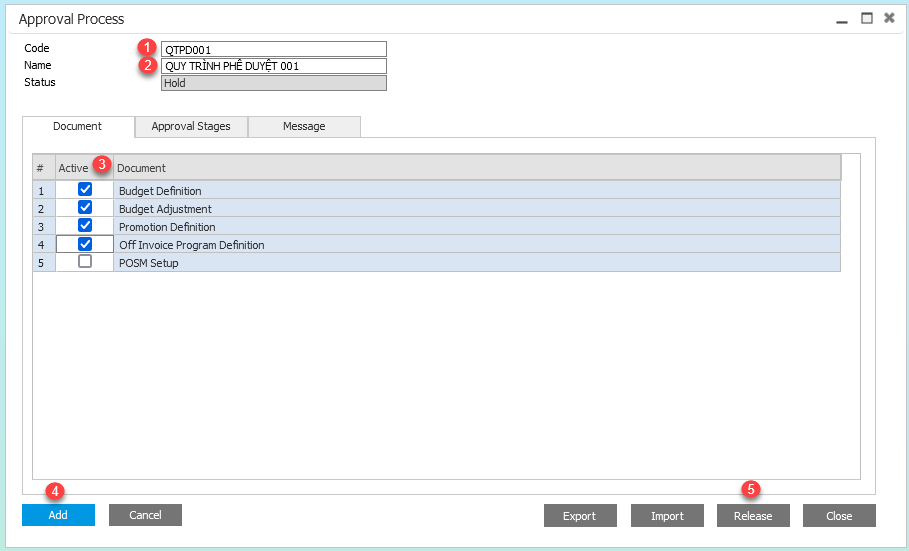 Approval Process
Code 1 QTPD001
Name 2 QUY TRÌNH PHÊ DUYỆT 001
Status Hold
Document Approval Stages Message
# Active 3 Document
1 Budget Definition
2 Budget Adjustment
3 Promotion Definition
4 Off Invoice Program Definition
5 POSM Setup
4 5
Add Cancel Export Import Release Close